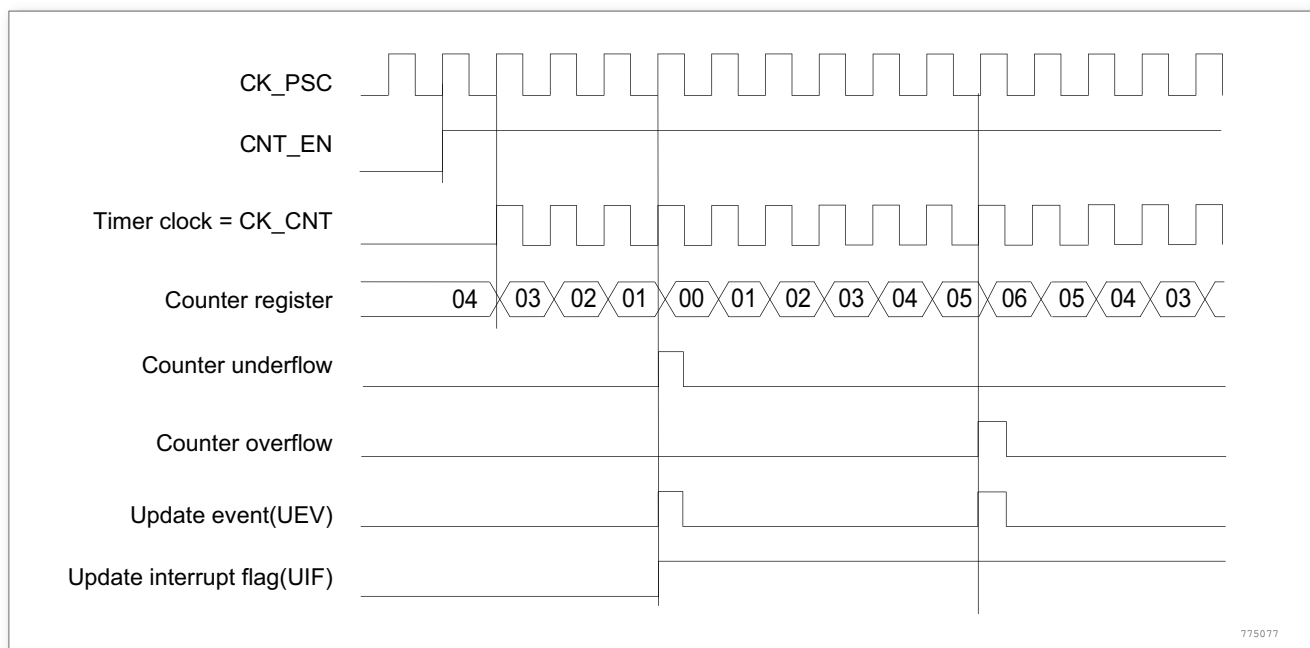 CK_PSC
CNT_EN
Timer clock = CK_CNT
Counter register 04 03 02 01 00 01 02 03 04 05 06 05 04 03
Counter underflow
Counter overflow
Update event(UEV)
Update interrupt flag(UIF)
775077